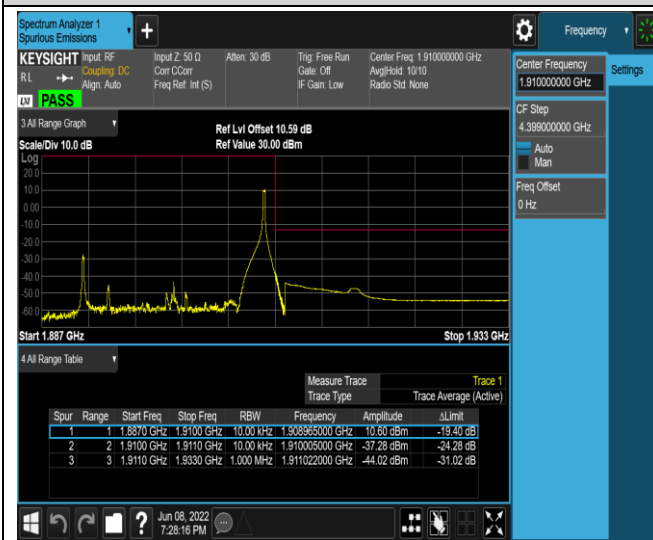 Spectrum Analyzer 1
Spurious Emissions
Frequency
KEYSIGHT
Input: RF
Coupling: DC
Align: Auto
Input Z: 50 Ω
Corr CCorr
Freq Ref: Int (S)
Atten: 30 dB
Trig: Free Run
Gate: Off
IF Gain: Low
Center Freq: 1.910000000 GHz
Avg|Hold: 10/10
Radio Std: None
R L
LXI
PASS
Center Frequency
1.910000000 GHz
Settings
CF Step
4.399000000 GHz
Auto
Man
Freq Offset
0 Hz
3 All Range Graph
Ref Lvl Offset 10.59 dB
Scale/Div 10.0 dB
Ref Value 30.00 dBm
Log
20.0
10.0
0.00
-10.0
-20.0
-30.0
-40.0
-50.0
-60.0
Start 1.887 GHz
Stop 1.933 GHz
4 All Range Table
Measure Trace Trace 1
Trace Type Trace Average (Active)
Spur Range Start Freq Stop Freq RBW Frequency Amplitude ΔLimit
1 1 1.8870 GHz 1.9100 GHz 10.00 kHz 1.908965000 GHz 10.60 dBm -19.40 dB
2 2 1.9100 GHz 1.9110 GHz 10.00 kHz 1.910005000 GHz -37.28 dBm -24.28 dB
3 3 1.9110 GHz 1.9330 GHz 1.000 MHz 1.911022000 GHz -44.02 dBm -31.02 dB
Jun 08, 2022
7:28:16 PM